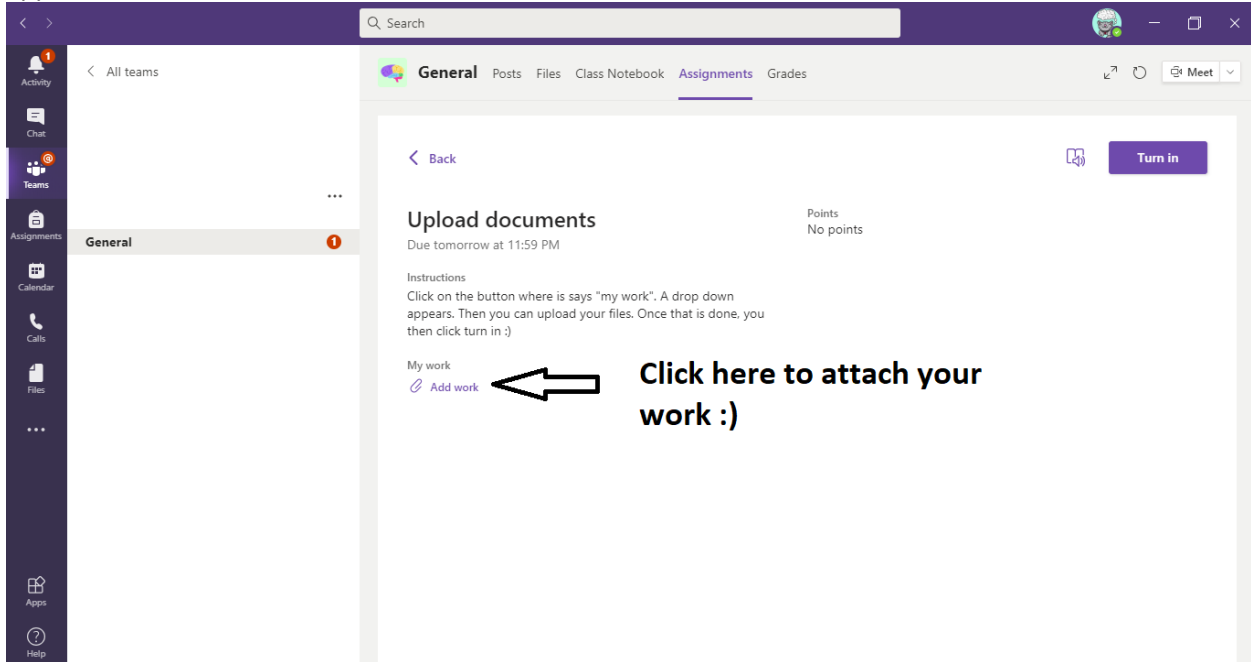 Search
1
Activity
Chat
@
Teams
Assignments
Calendar
Calls
Files
Apps
Help
All teams
General
1
General Posts Files Class Notebook Assignments Grades
Meet
Back
Turn in
Upload documents
Due tomorrow at 11:59 PM
Points
No points
Instructions
Click on the button where is says "my work". A drop down
appears. Then you can upload your files. Once that is done, you
then click turn in :)
My work
Add work
Click here to attach your
work :)